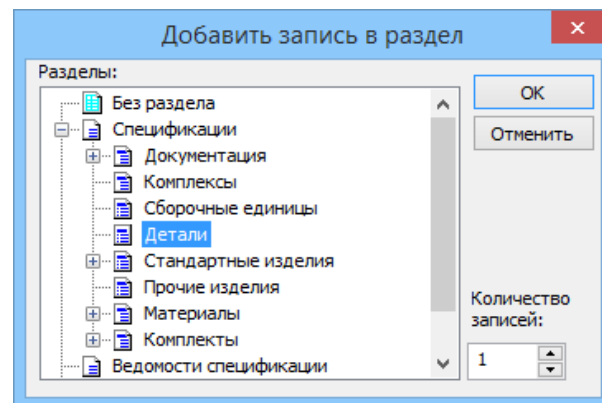 Добавить запись в раздел
Разделы:
Без раздела
Спецификации
Документация
Комплексы
Сборочные единицы
Детали
Стандартные изделия
Прочие изделия
Материалы
Комплекты
Ведомости спецификации
OK
Отменить
Количество
записей:
1